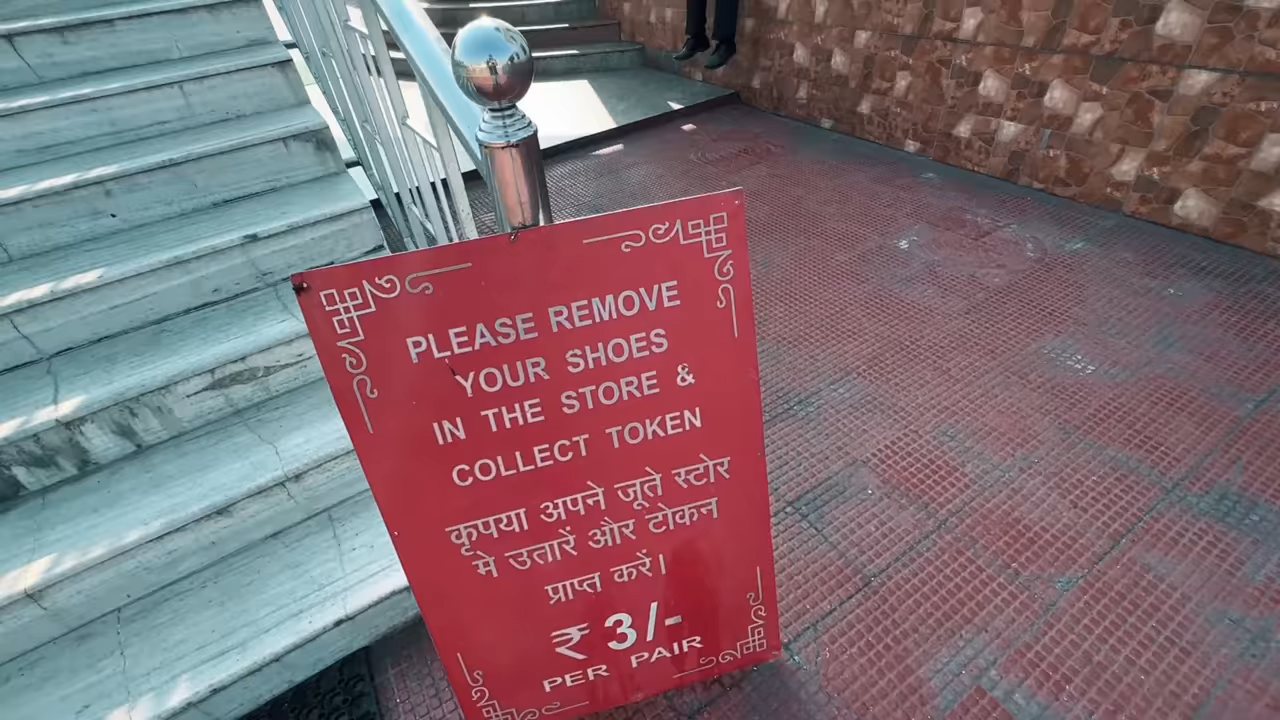 PLEASE REMOVE
YOUR SHOES
IN THE STORE &
COLLECT TOKEN
कृपया अपने जूते स्टोर
मे उतारें और टोकन
प्राप्त करें।
₹ 3/-
PER PAIR